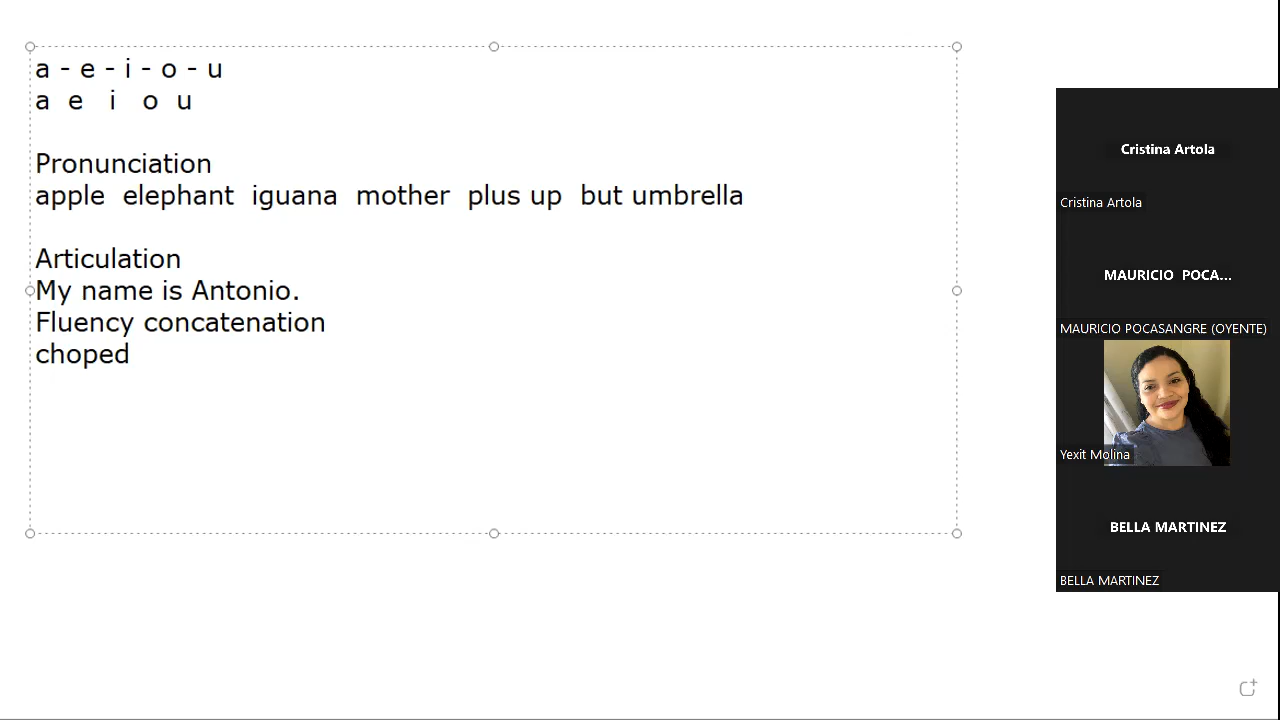 a - e - i - o - u
a e i o u
Pronunciation
apple elephant iguana mother plus up but umbrella
Articulation
My name is Antonio.
Fluency concatenation
choped
Cristina Artola
Cristina Artola
MAURICIO POCA...
MAURICIO POCASANGRE (OYENTE)
Yexit Molina
BELLA MARTINEZ
BELLA MARTINEZ